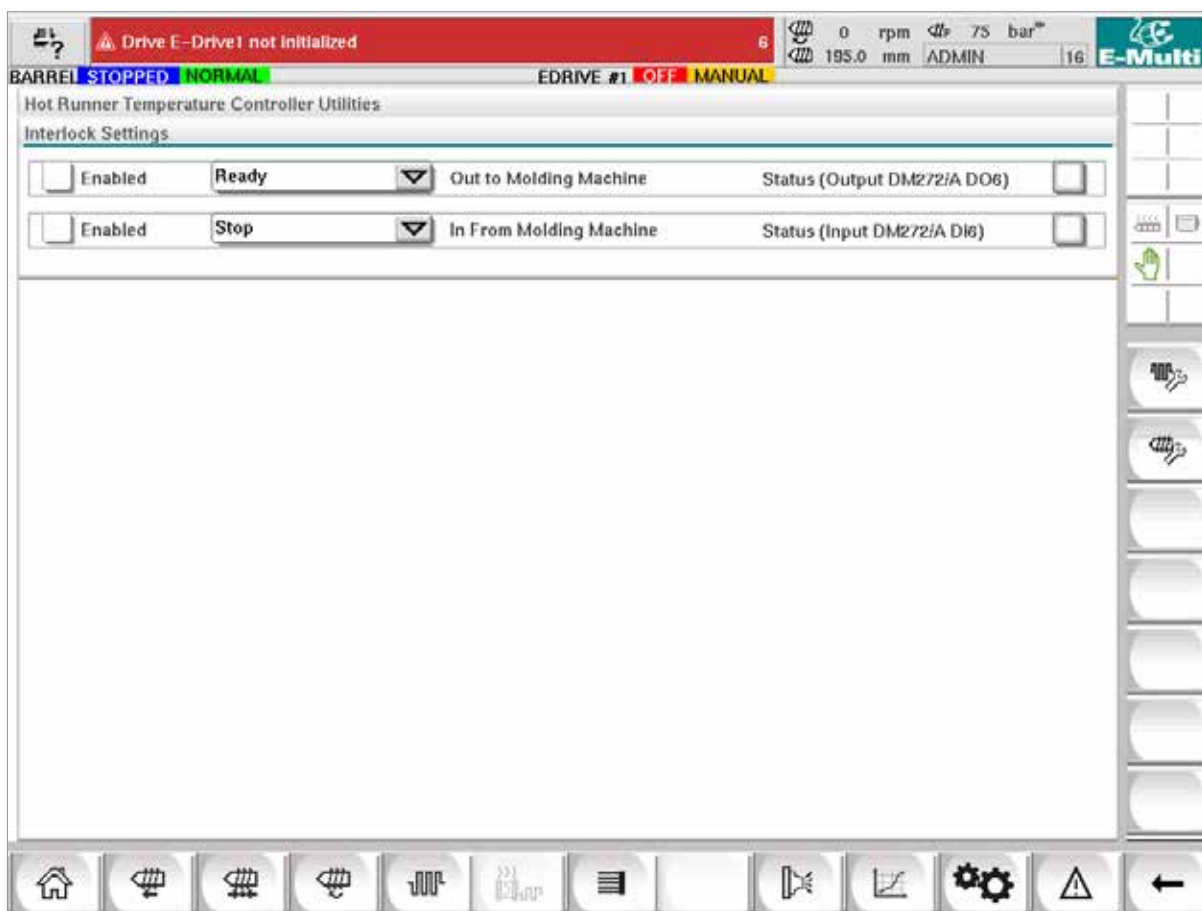 Drive E-Drive1 not initialized 6
0 rpm 75 bar
195.0 mm ADMIN 16
E-Multi
BARREL STOPPED NORMAL EDRIVE #1 OFF MANUAL
Hot Runner Temperature Controller Utilities
Interlock Settings
Enabled Ready Out to Molding Machine Status (Output DM272/A DO6)
Enabled Stop In From Molding Machine Status (Input DM272/A DI6)